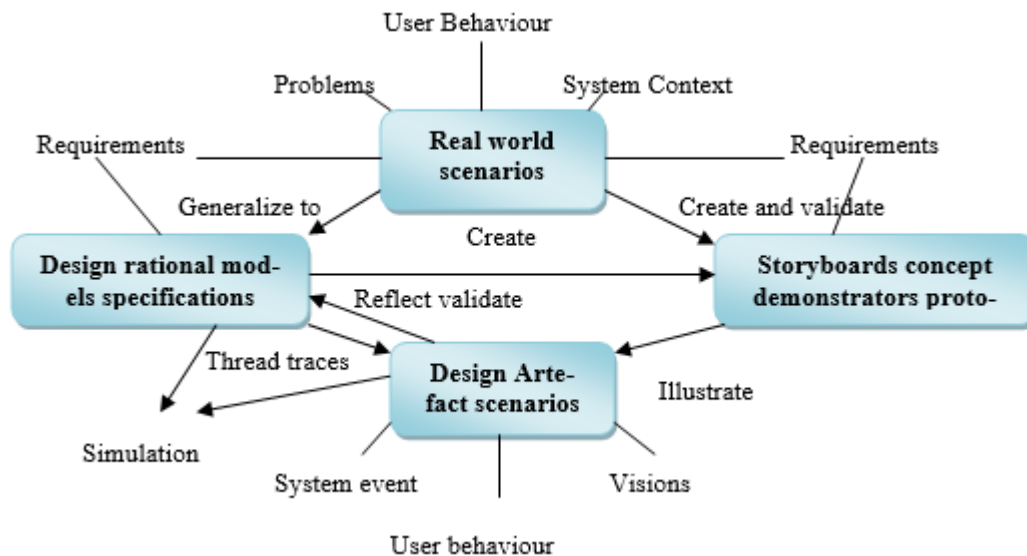 User Behaviour
Problems
System Context
Real world
scenarios
Requirements
Requirements
Generalize to
Create and validate
Create
Design rational mod-
els specifications
Storyboards concept
demonstrators proto-
Reflect validate
Thread traces
Design Arte-
fact scenarios
Illustrate
Simulation
System event
Visions
User behaviour